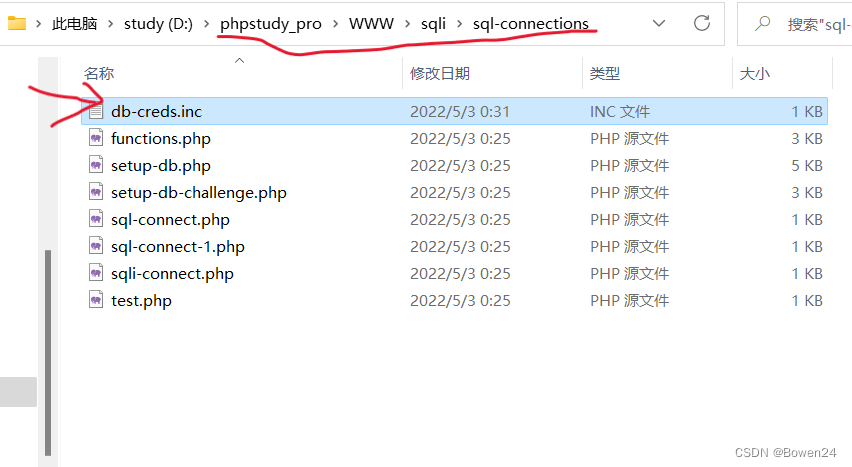 此电脑 › study (D:) › phpstudy_pro › WWW › sqli › sql-connections 搜索"sql-
名称 修改日期 类型 大小
db-creds.inc 2022/5/3 0:31 INC 文件 1 KB
functions.php 2022/5/3 0:25 PHP 源文件 3 KB
setup-db.php 2022/5/3 0:25 PHP 源文件 5 KB
setup-db-challenge.php 2022/5/3 0:25 PHP 源文件 3 KB
sql-connect.php 2022/5/3 0:25 PHP 源文件 1 KB
sql-connect-1.php 2022/5/3 0:25 PHP 源文件 1 KB
sqli-connect.php 2022/5/3 0:25 PHP 源文件 1 KB
test.php 2022/5/3 0:25 PHP 源文件 1 KB
CSDN @Bowen24